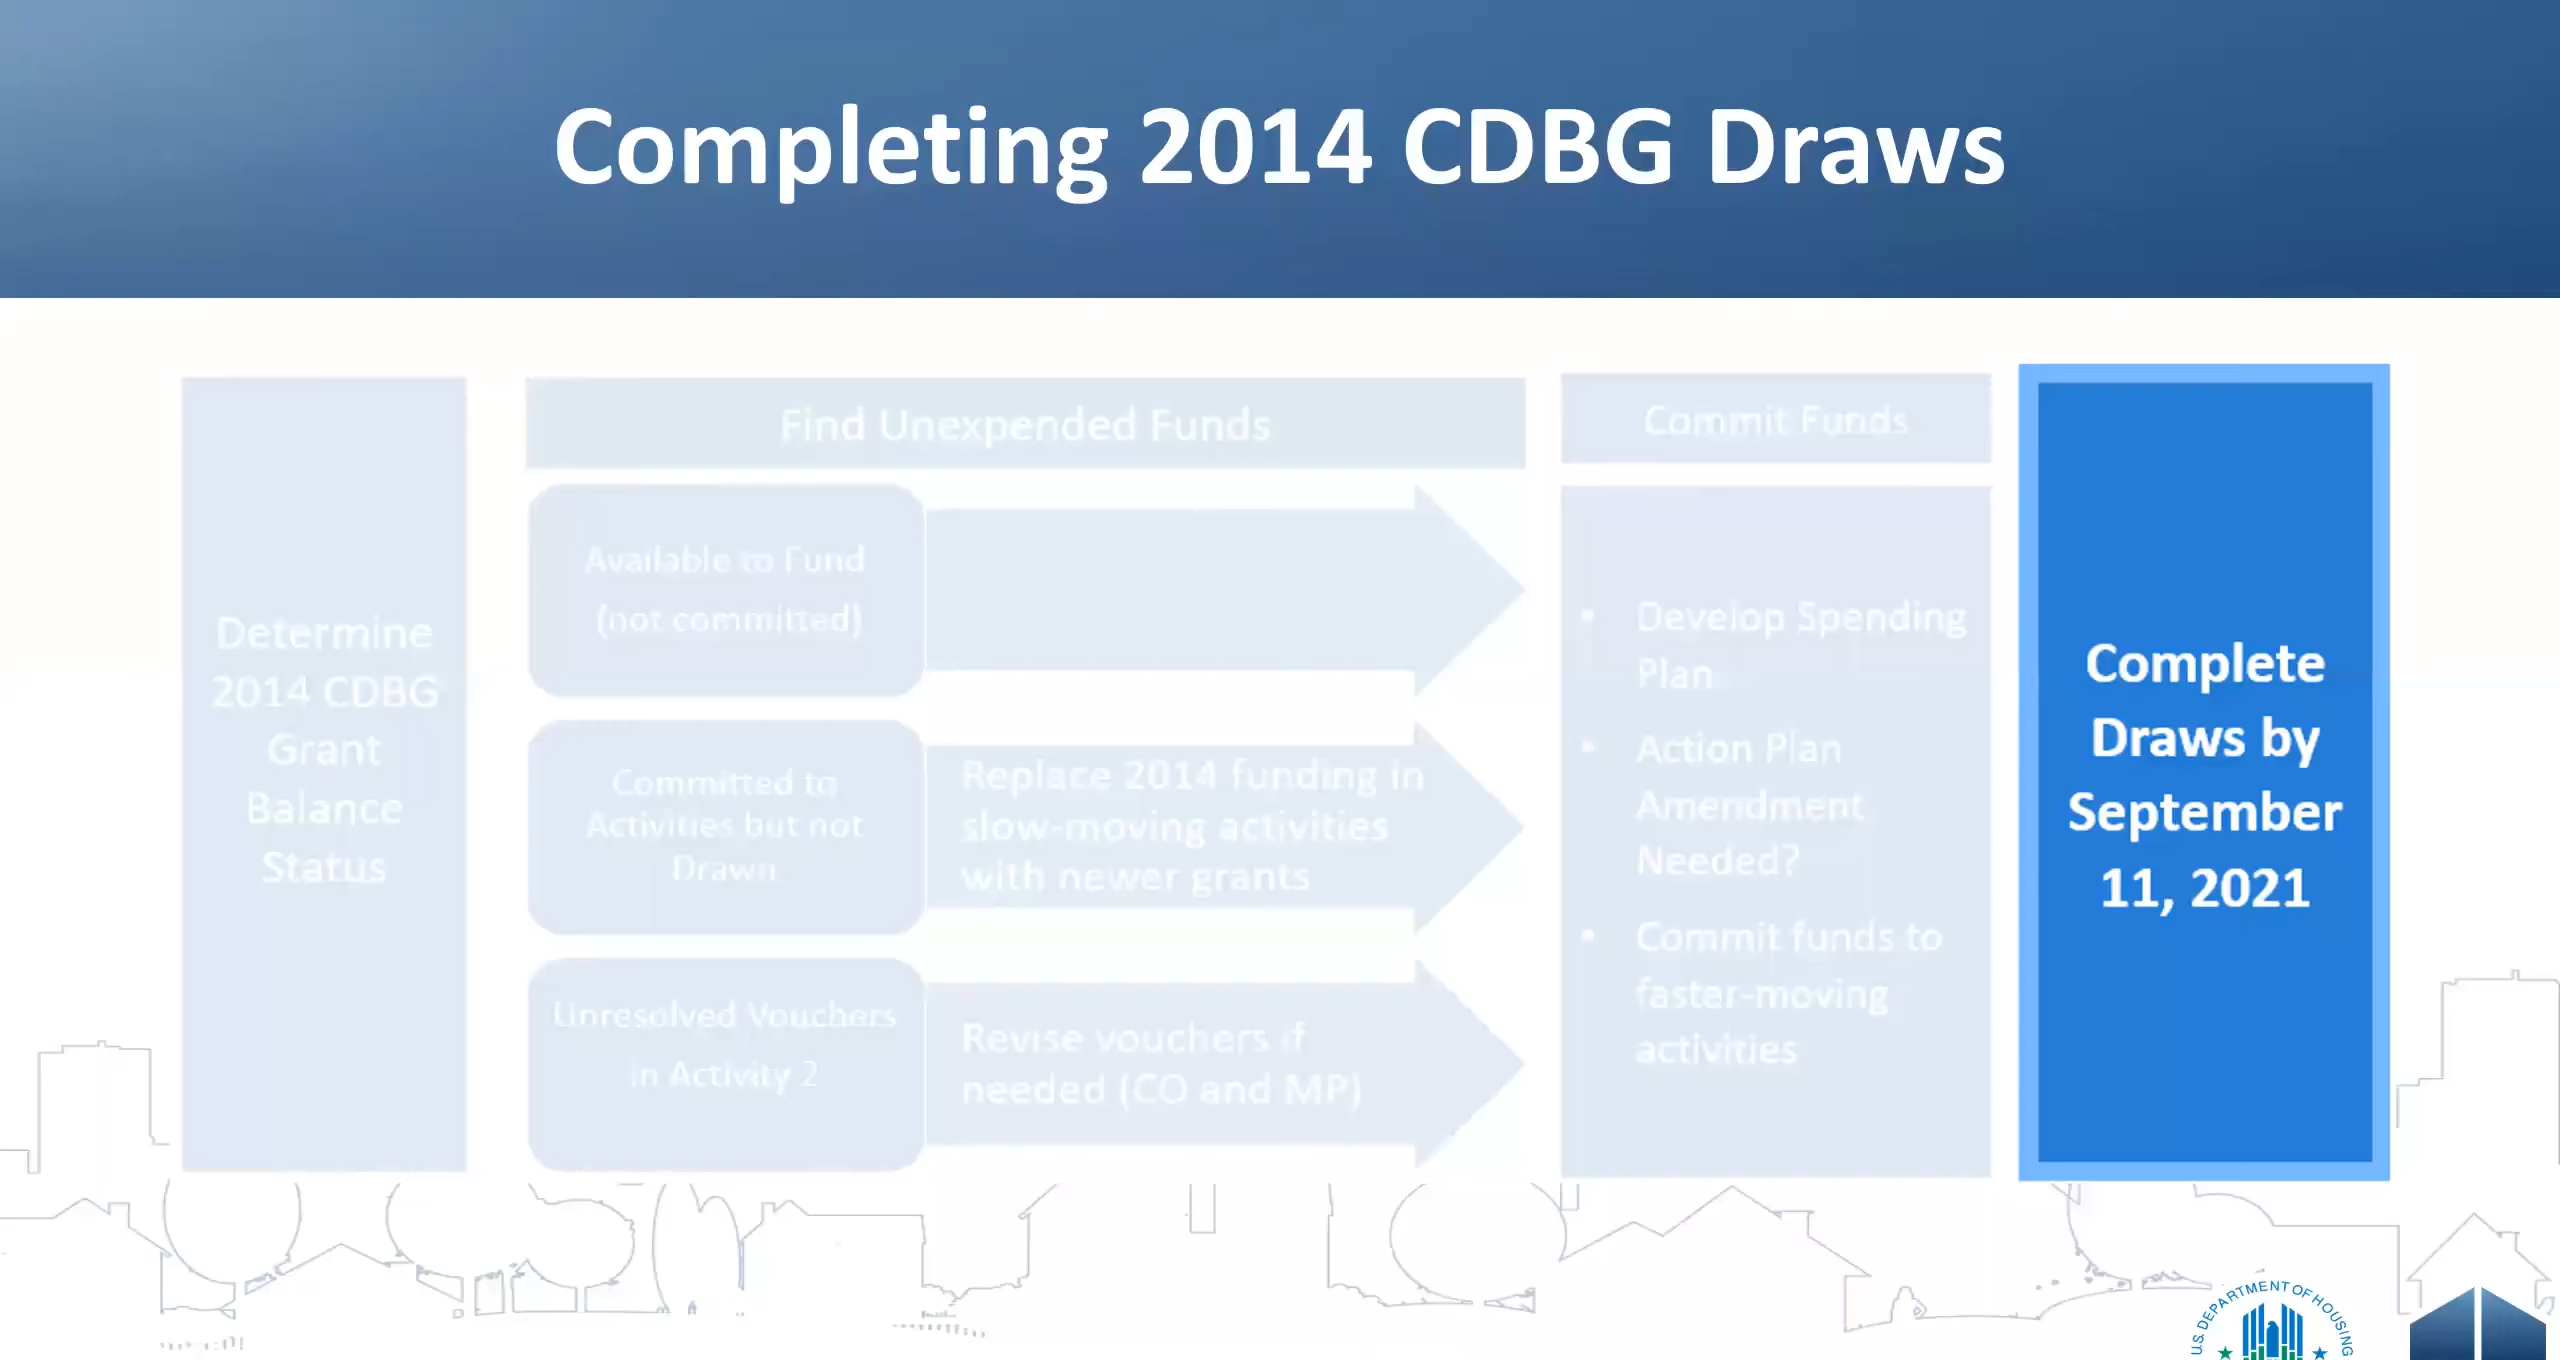 Completing 2014 CDBG Draws
Determine
2014 CDBG
Grant
Balance
Status
Find Unexpended Funds
Available to Fund
(not committed)
Committed to
Activities but not
Drawn
Replace 2014 funding in
slow-moving activities
with newer grants
Unresolved Vouchers
in Activity 2
Revise vouchers if
needed (CO and MP)
Commit Funds
• Develop Spending
Plan
• Action Plan
Amendment
Needed?
• Commit funds to
faster-moving
activities
Complete
Draws by
September
11, 2021
U.S. DEPARTMENT OF HOUSING